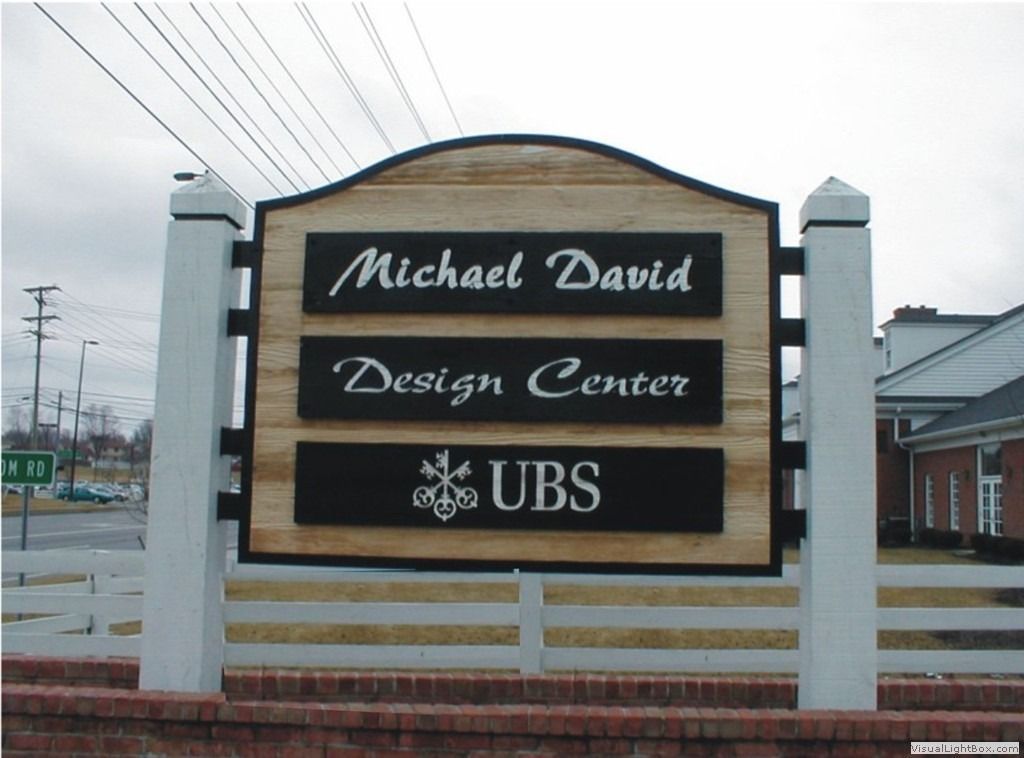 Michael David
Design Center
UBS
OM RD
VisualLightBox.com